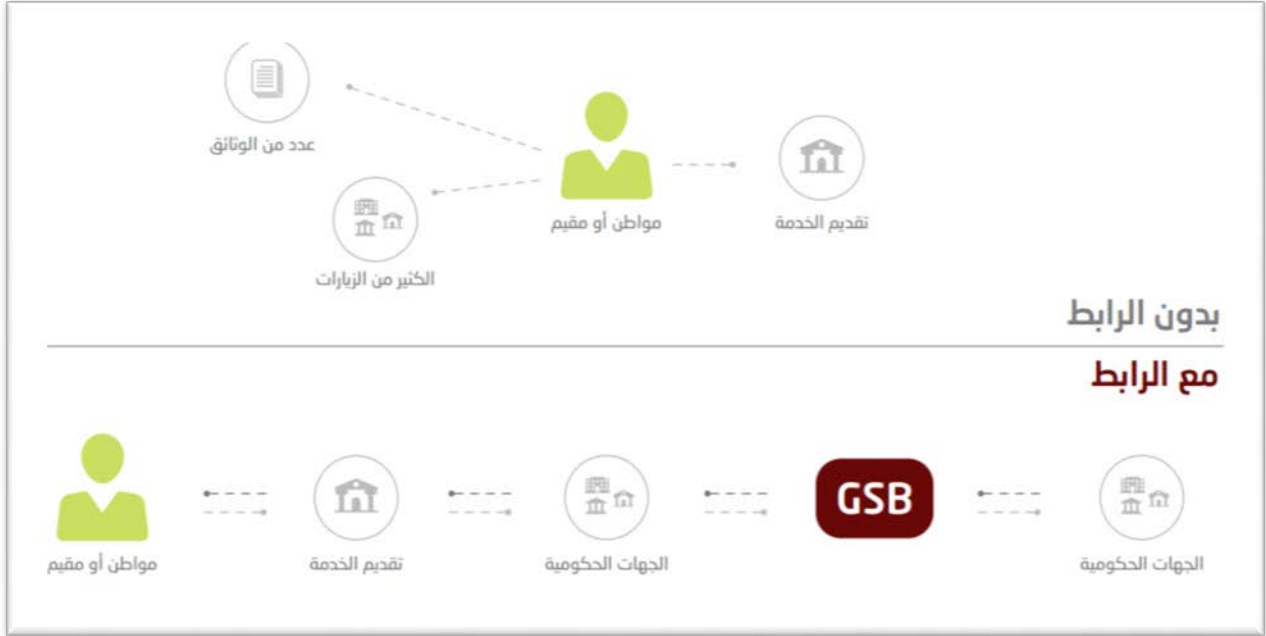 عدد من الوثائق
تقديم الخدمة
مواطن أو مقيم
الكثير من الزيارات
بدون الرابط
مع الرابط
GSB
الجهات الحكومية
الجهات الحكومية
تقديم الخدمة
مواطن أو مقيم